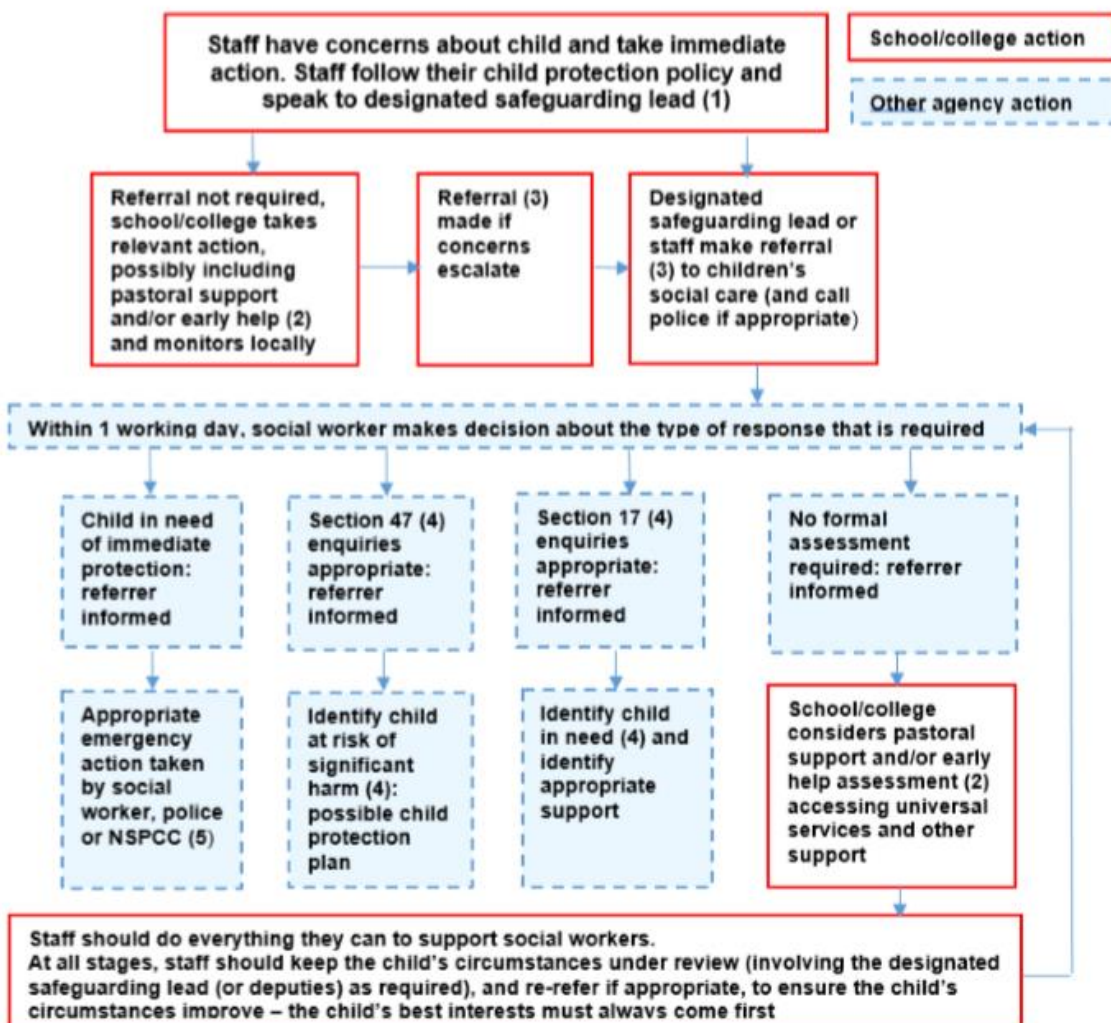 Staff have concerns about child and take immediate
action. Staff follow their child protection policy and
speak to designated safeguarding lead (1)
School/college action
Other agency action
Referral not required,
school/college takes
relevant action,
possibly including
pastoral support
and/or early help (2)
and monitors locally
Referral (3)
made if
concerns
escalate
Designated
safeguarding lead or
staff make referral
(3) to children's
social care (and call
police if appropriate)
Within 1 working day, social worker makes decision about the type of response that is required
Child in need
of immediate
protection:
referrer
informed
Section 47 (4)
enquiries
appropriate:
referrer
informed
Section 17 (4)
enquiries
appropriate:
referrer
informed
No formal
assessment
required: referrer
informed
Appropriate
emergency
action taken
by social
worker, police
or NSPCC (5)
Identify child
at risk of
significant
harm (4):
possible child
protection
plan
Identify child
in need (4) and
identify
appropriate
support
School/college
considers pastoral
support and/or early
help assessment (2)
accessing universal
services and other
support
Staff should do everything they can to support social workers.
At all stages, staff should keep the child's circumstances under review (involving the designated
safeguarding lead (or deputies) as required), and re-refer if appropriate, to ensure the child's
circumstances improve – the child's best interests must always come first